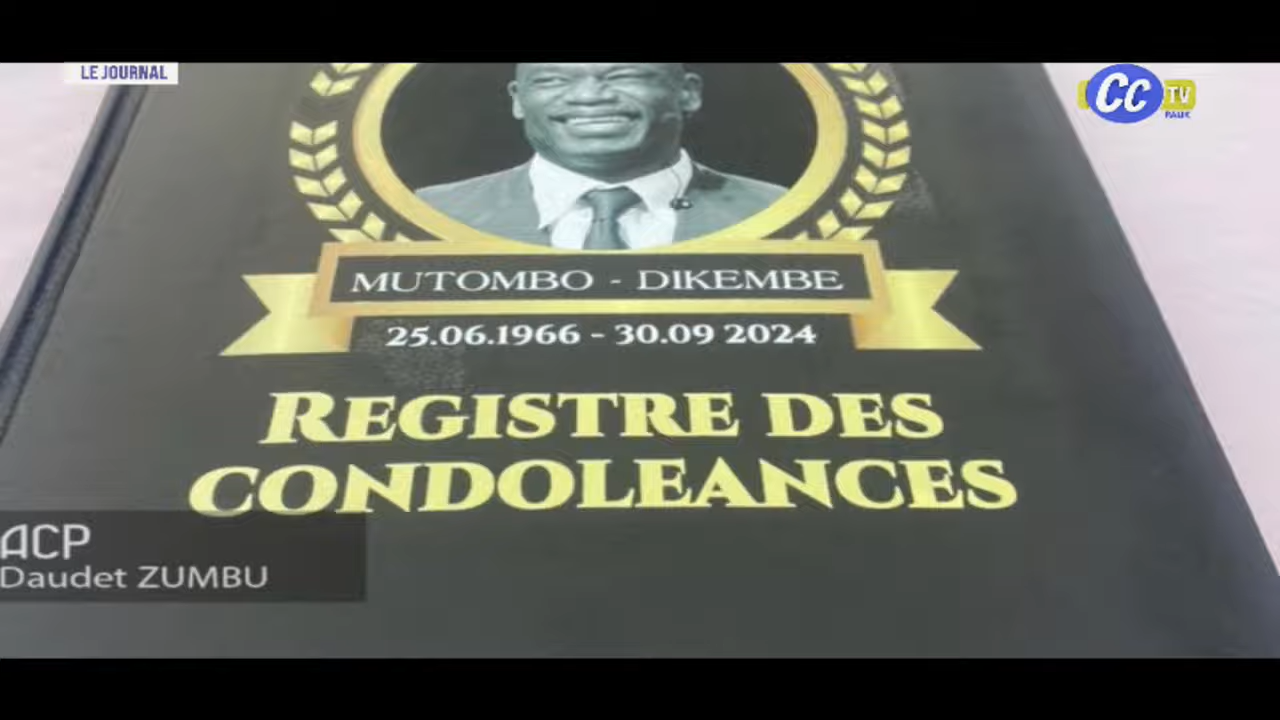 LE JOURNAL
Cc TV
MUTOMBO - DIKEMBE
25.06.1966 - 30.09 2024
REGISTRE DES
CONDOLEANCES
ACP
Daudet ZUMBU